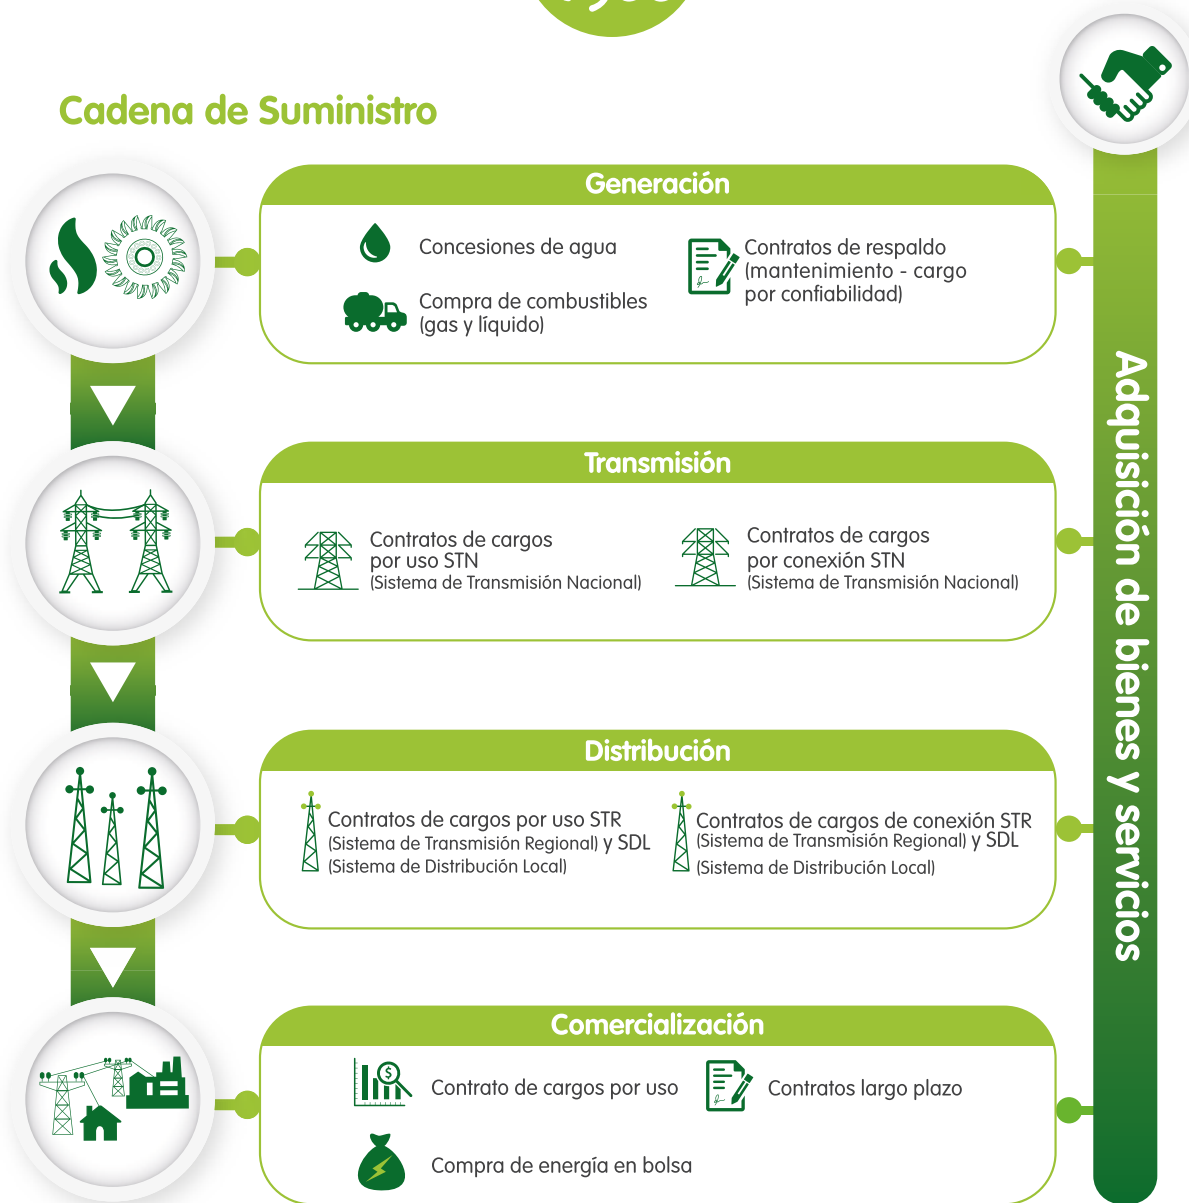 Cadena de Suministro
Generación
Concesiones de agua
Compra de combustibles
(gas y líquido)
Contratos de respaldo
(mantenimiento - cargo
por confiabilidad)
Transmisión
Contratos de cargos
por uso STN
(Sistema de Transmisión Nacional)
Contratos de cargos
por conexión STN
(Sistema de Transmisión Nacional)
Distribución
Contratos de cargos por uso STR
(Sistema de Transmisión Regional) y SDL
(Sistema de Distribución Local)
Contratos de cargos de conexión STR
(Sistema de Transmisión Regional) y SDL
(Sistema de Distribución Local)
Comercialización
$
Contrato de cargos por uso
Contratos largo plazo
Compra de energía en bolsa
Adquisición de bienes y servicios